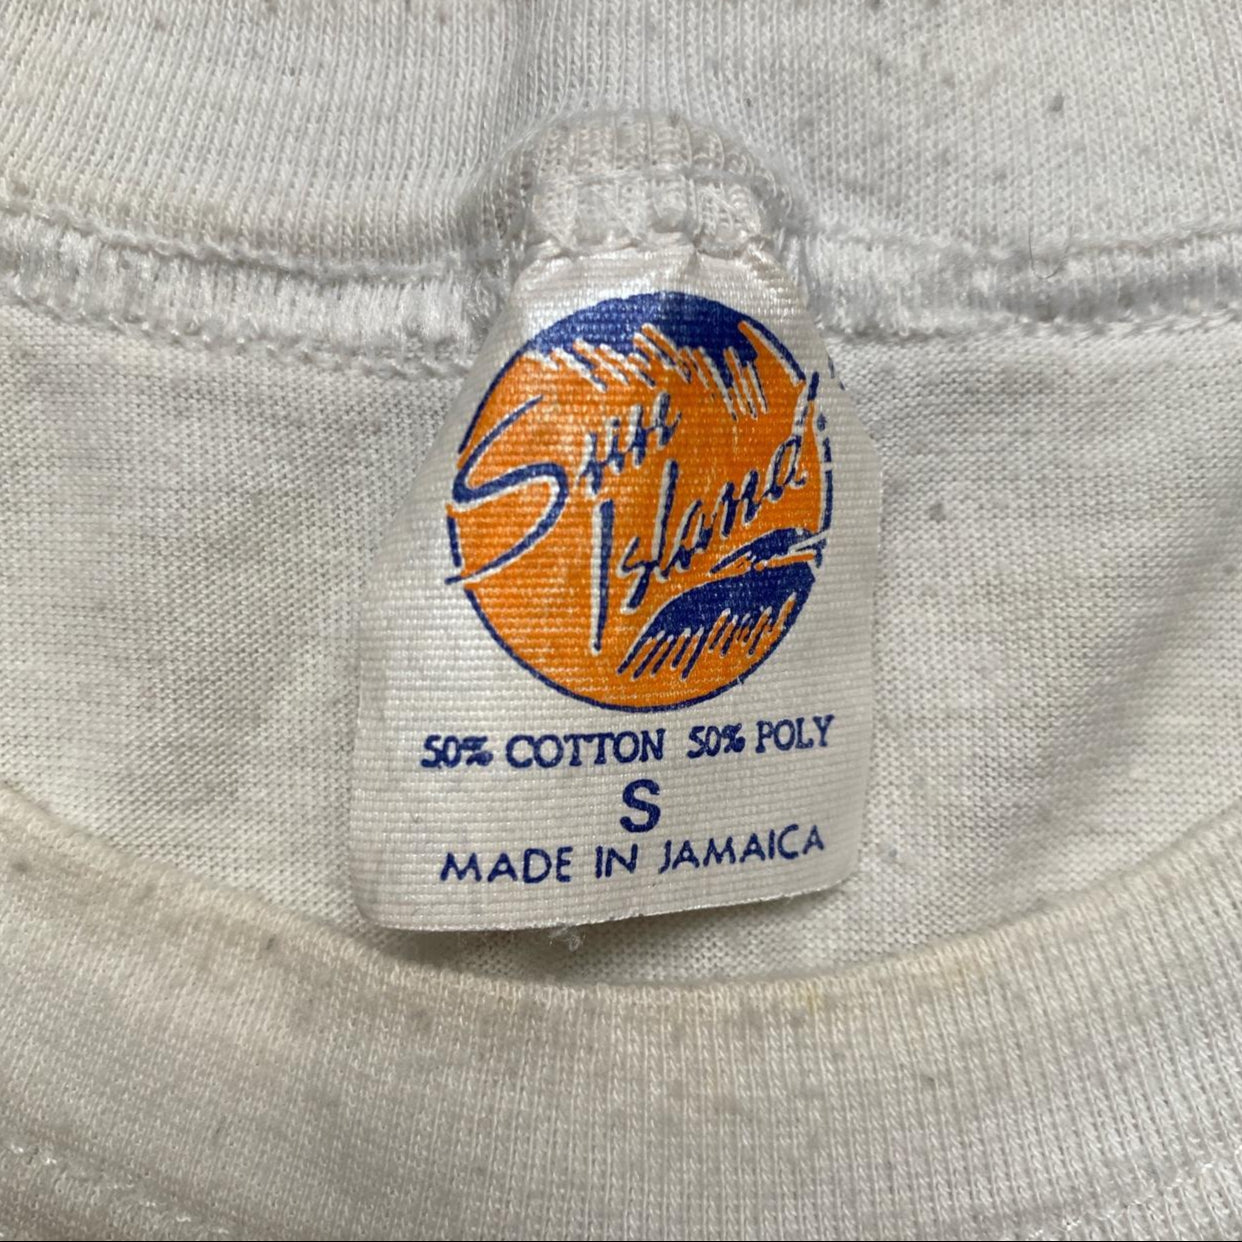 Sun
Island
50% COTTON 50% POLY
S
MADE IN JAMAICA